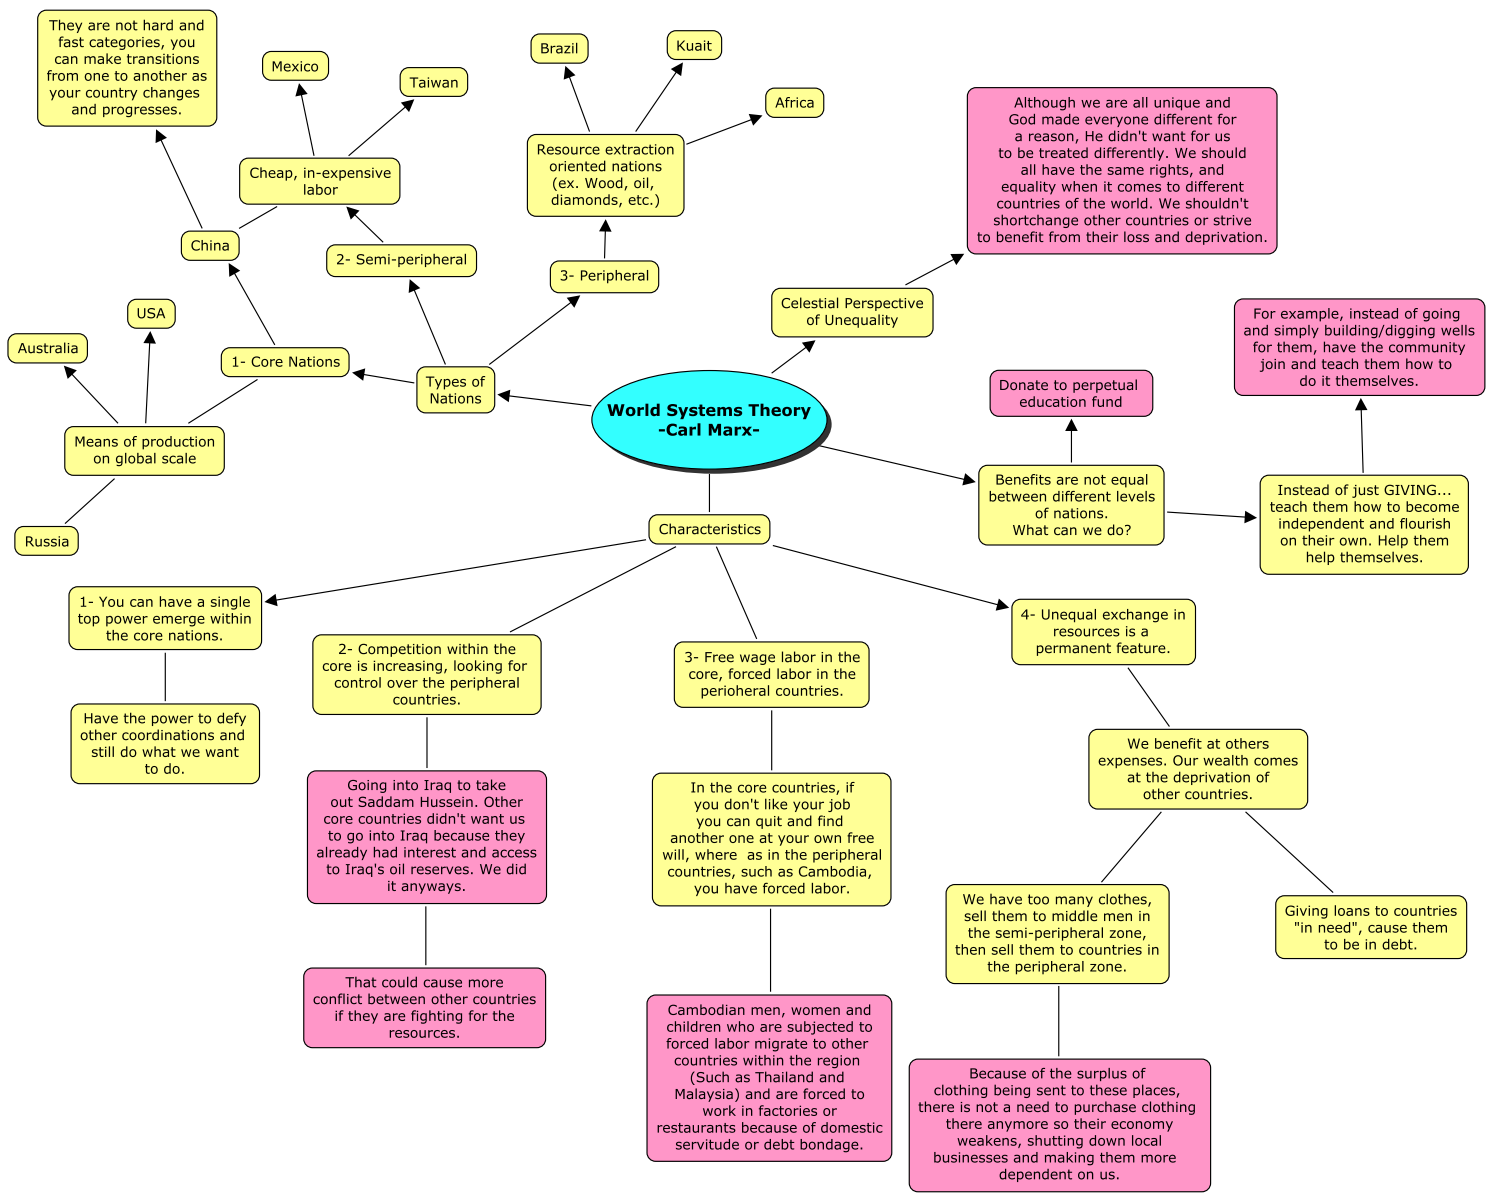 They are not hard and
fast categories, you
can make transitions
from one to another as
your country changes
and progresses.
Mexico
Taiwan
Cheap, in-expensive
labor
China
2- Semi-peripheral
Brazil
Kuait
Africa
Resource extraction
oriented nations
(ex. Wood, oil,
diamonds, etc.)
3- Peripheral
Although we are all unique and
God made everyone different for
a reason, He didn't want for us
to be treated differently. We should
all have the same rights, and
equality when it comes to different
countries of the world. We shouldn't
shortchange other countries or strive
to benefit from their loss and deprivation.
Celestial Perspective
of Unequality
USA
Australia
1- Core Nations
Types of
Nations
Means of production
on global scale
Russia
World Systems Theory
-Carl Marx-
For example, instead of going
and simply building/digging wells
for them, have the community
join and teach them how to
do it themselves.
Donate to perpetual
education fund
Benefits are not equal
between different levels
of nations.
What can we do?
Instead of just GIVING...
teach them how to become
independent and flourish
on their own. Help them
help themselves.
Characteristics
1- You can have a single
top power emerge within
the core nations.
Have the power to defy
other coordinations and
still do what we want
to do.
2- Competition within the
core is increasing, looking for
control over the peripheral
countries.
Going into Iraq to take
out Saddam Hussein. Other
core countries didn't want us
to go into Iraq because they
already had interest and access
to Iraq's oil reserves. We did
it anyways.
That could cause more
conflict between other countries
if they are fighting for the
resources.
3- Free wage labor in the
core, forced labor in the
perioheral countries.
In the core countries, if
you don't like your job
you can quit and find
another one at your own free
will, where  as in the peripheral
countries, such as Cambodia,
you have forced labor.
Cambodian men, women and
children who are subjected to
forced labor migrate to other
countries within the region
(Such as Thailand and
Malaysia) and are forced to
work in factories or
restaurants because of domestic
servitude or debt bondage.
4- Unequal exchange in
resources is a
permanent feature.
We benefit at others
expenses. Our wealth comes
at the deprivation of
other countries.
We have too many clothes,
sell them to middle men in
the semi-peripheral zone,
then sell them to countries in
the peripheral zone.
Giving loans to countries
"in need", cause them
to be in debt.
Because of the surplus of
clothing being sent to these places,
there is not a need to purchase clothing
there anymore so their economy
weakens, shutting down local
businesses and making them more
dependent on us.